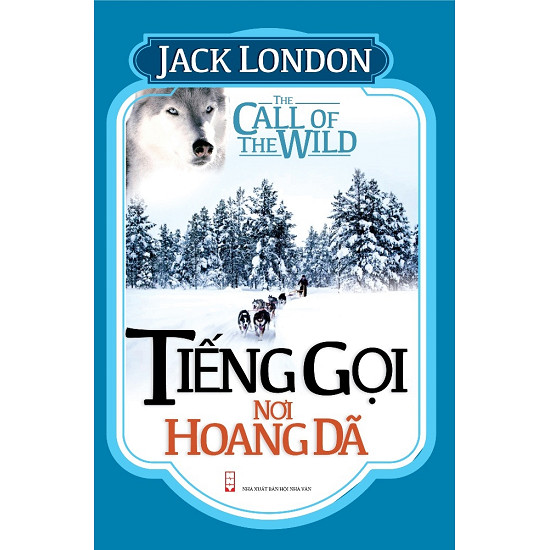 JACK LONDON
THE
CALL OF
THE WILD
TIẾNG GỌI
NƠI
HOANG DÃ
NHÀ XUẤT BẢN HỘI NHÀ VĂN